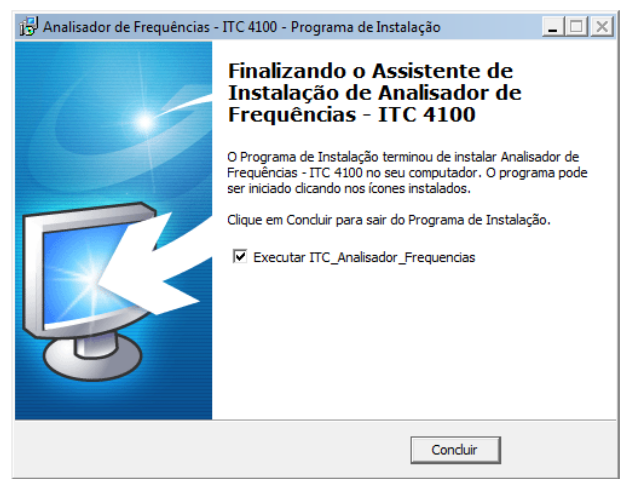 Analisador de Frequências - ITC 4100 - Programa de Instalação
Finalizando o Assistente de
Instalação de Analisador de
Frequências - ITC 4100
O Programa de Instalação terminou de instalar Analisador de
Frequências - ITC 4100 no seu computador. O programa pode
ser iniciado clicando nos ícones instalados.
Clique em Concluir para sair do Programa de Instalação.
Executar ITC_Analisador_Frequencias
Concluir